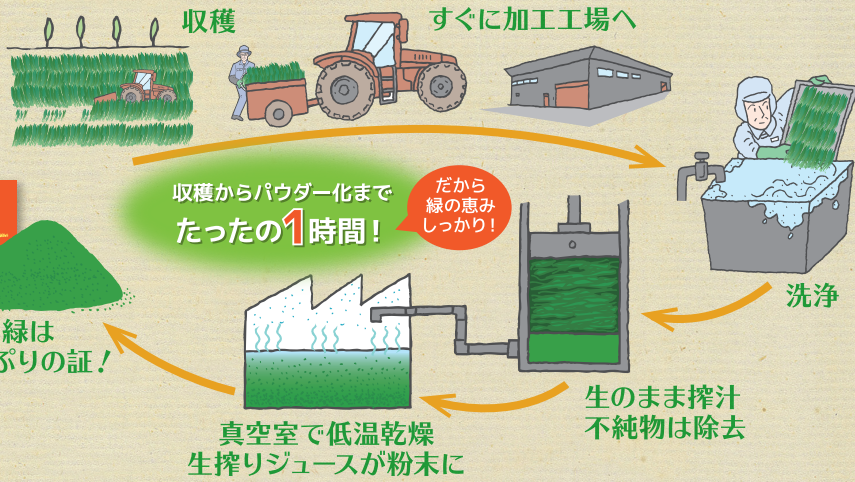 収穫
すぐに加工工場へ
収穫からパウダー化まで
たったの1時間！
だから
緑の恵み
しっかり！
洗浄
生のまま搾汁
不純物は除去
真空室で低温乾燥
生搾りジュースが粉末に
緑は
ぷりの証！